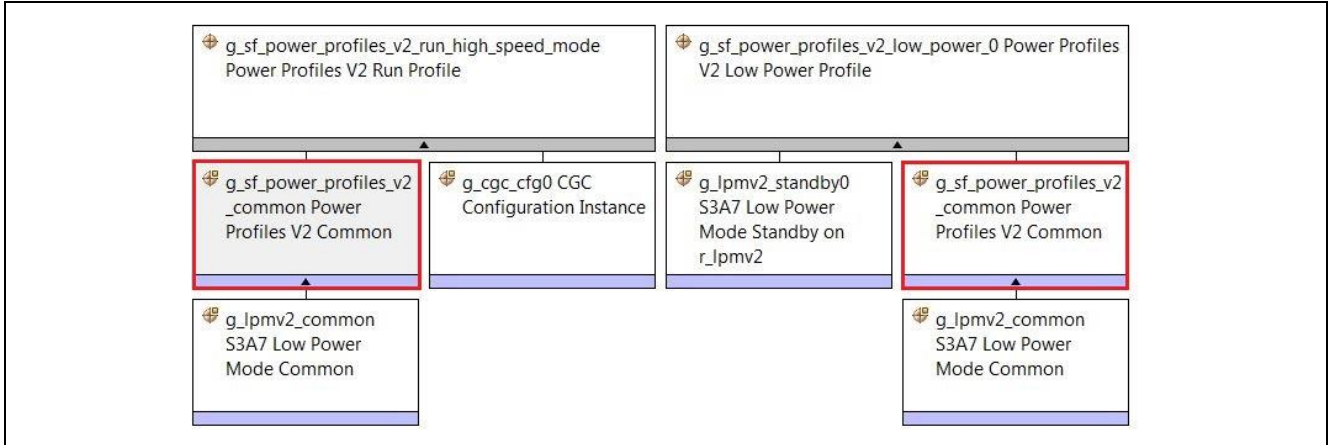 g_sf_power_profiles_v2_run_high_speed_mode
Power Profiles V2 Run Profile
g_sf_power_profiles_v2_low_power_0 Power Profiles
V2 Low Power Profile
g_sf_power_profiles_v2
_common Power
Profiles V2 Common
g_cgc_cfg0 CGC
Configuration Instance
g_lpmv2_standby0
S3A7 Low Power
Mode Standby on
r_lpmv2
g_sf_power_profiles_v2
_common Power
Profiles V2 Common
g_lpmv2_common
S3A7 Low Power
Mode Common
g_lpmv2_common
S3A7 Low Power
Mode Common